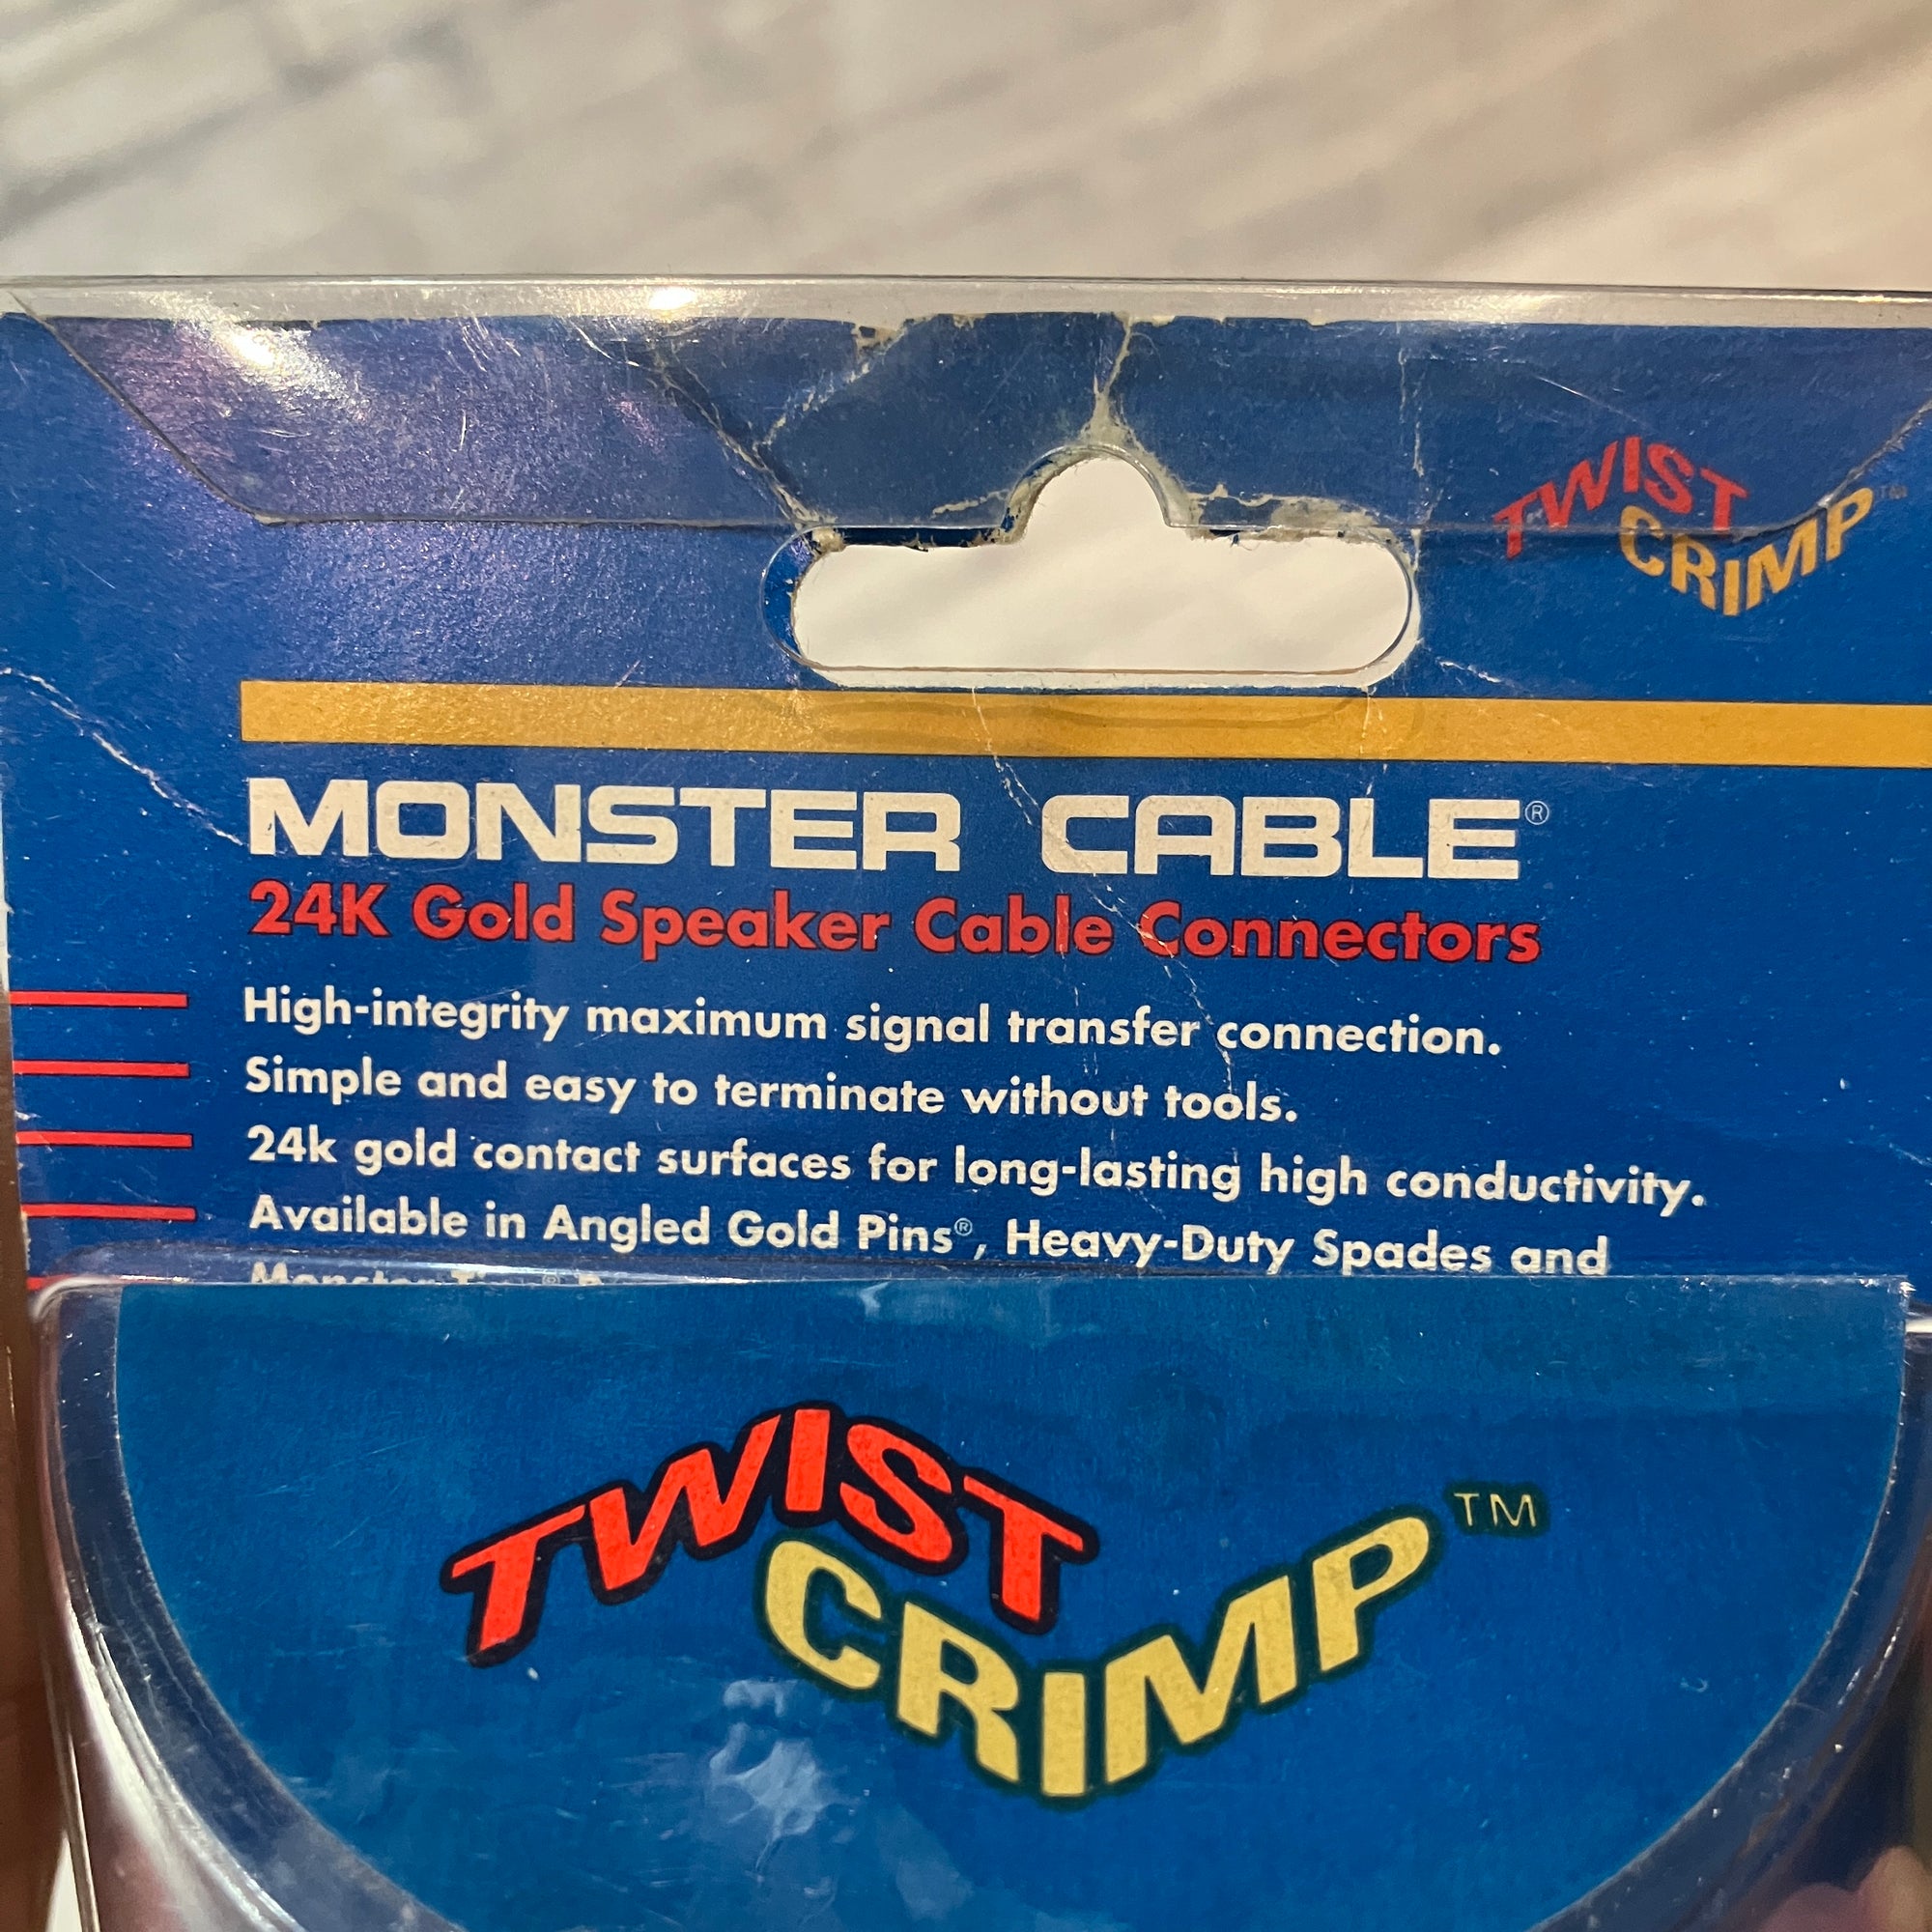 TWIST
CRIMP™
MONSTER CABLE®
24K Gold Speaker Cable Connectors
High-integrity maximum signal transfer connection.
Simple and easy to terminate without tools.
24k gold contact surfaces for long-lasting high conductivity.
Available in Angled Gold Pins®, Heavy-Duty Spades and
TWIST
CRIMP™